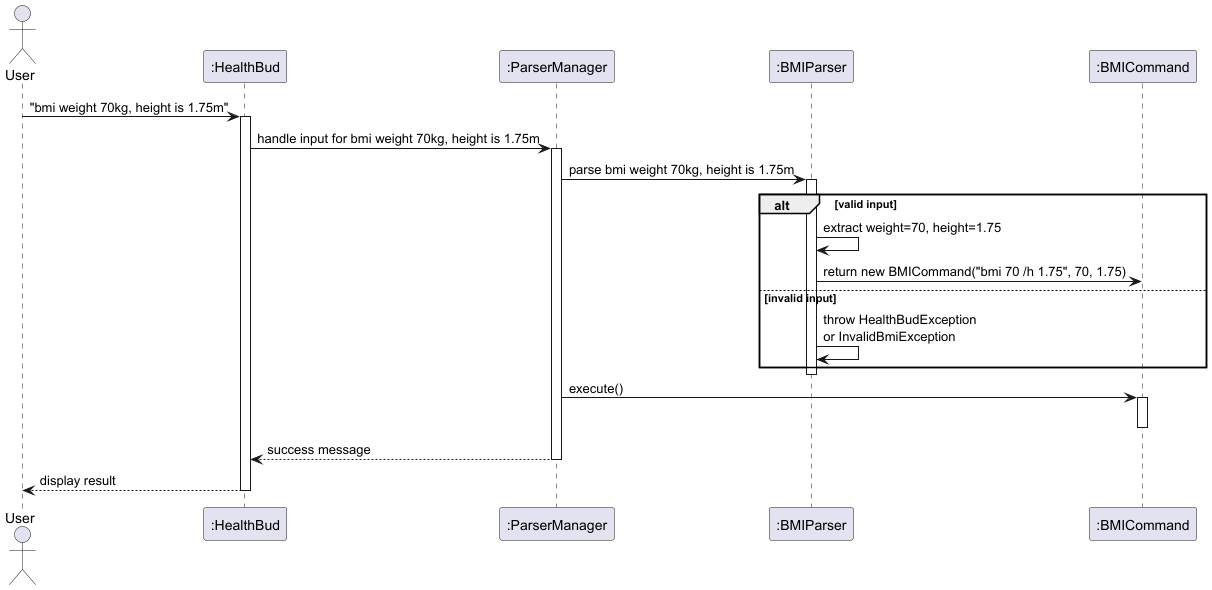 User
:HealthBud
:ParserManager
:BMIParser
:BMICommand
"bmi weight 70kg, height is 1.75m"
handle input for bmi weight 70kg, height is 1.75m
parse bmi weight 70kg, height is 1.75m
alt
[valid input]
extract weight=70, height=1.75
return new BMICommand("bmi 70 /h 1.75", 70, 1.75)
[invalid input]
throw HealthBudException
or InvalidBmiException
execute()
success message
display result
User
:HealthBud
:ParserManager
:BMIParser
:BMICommand